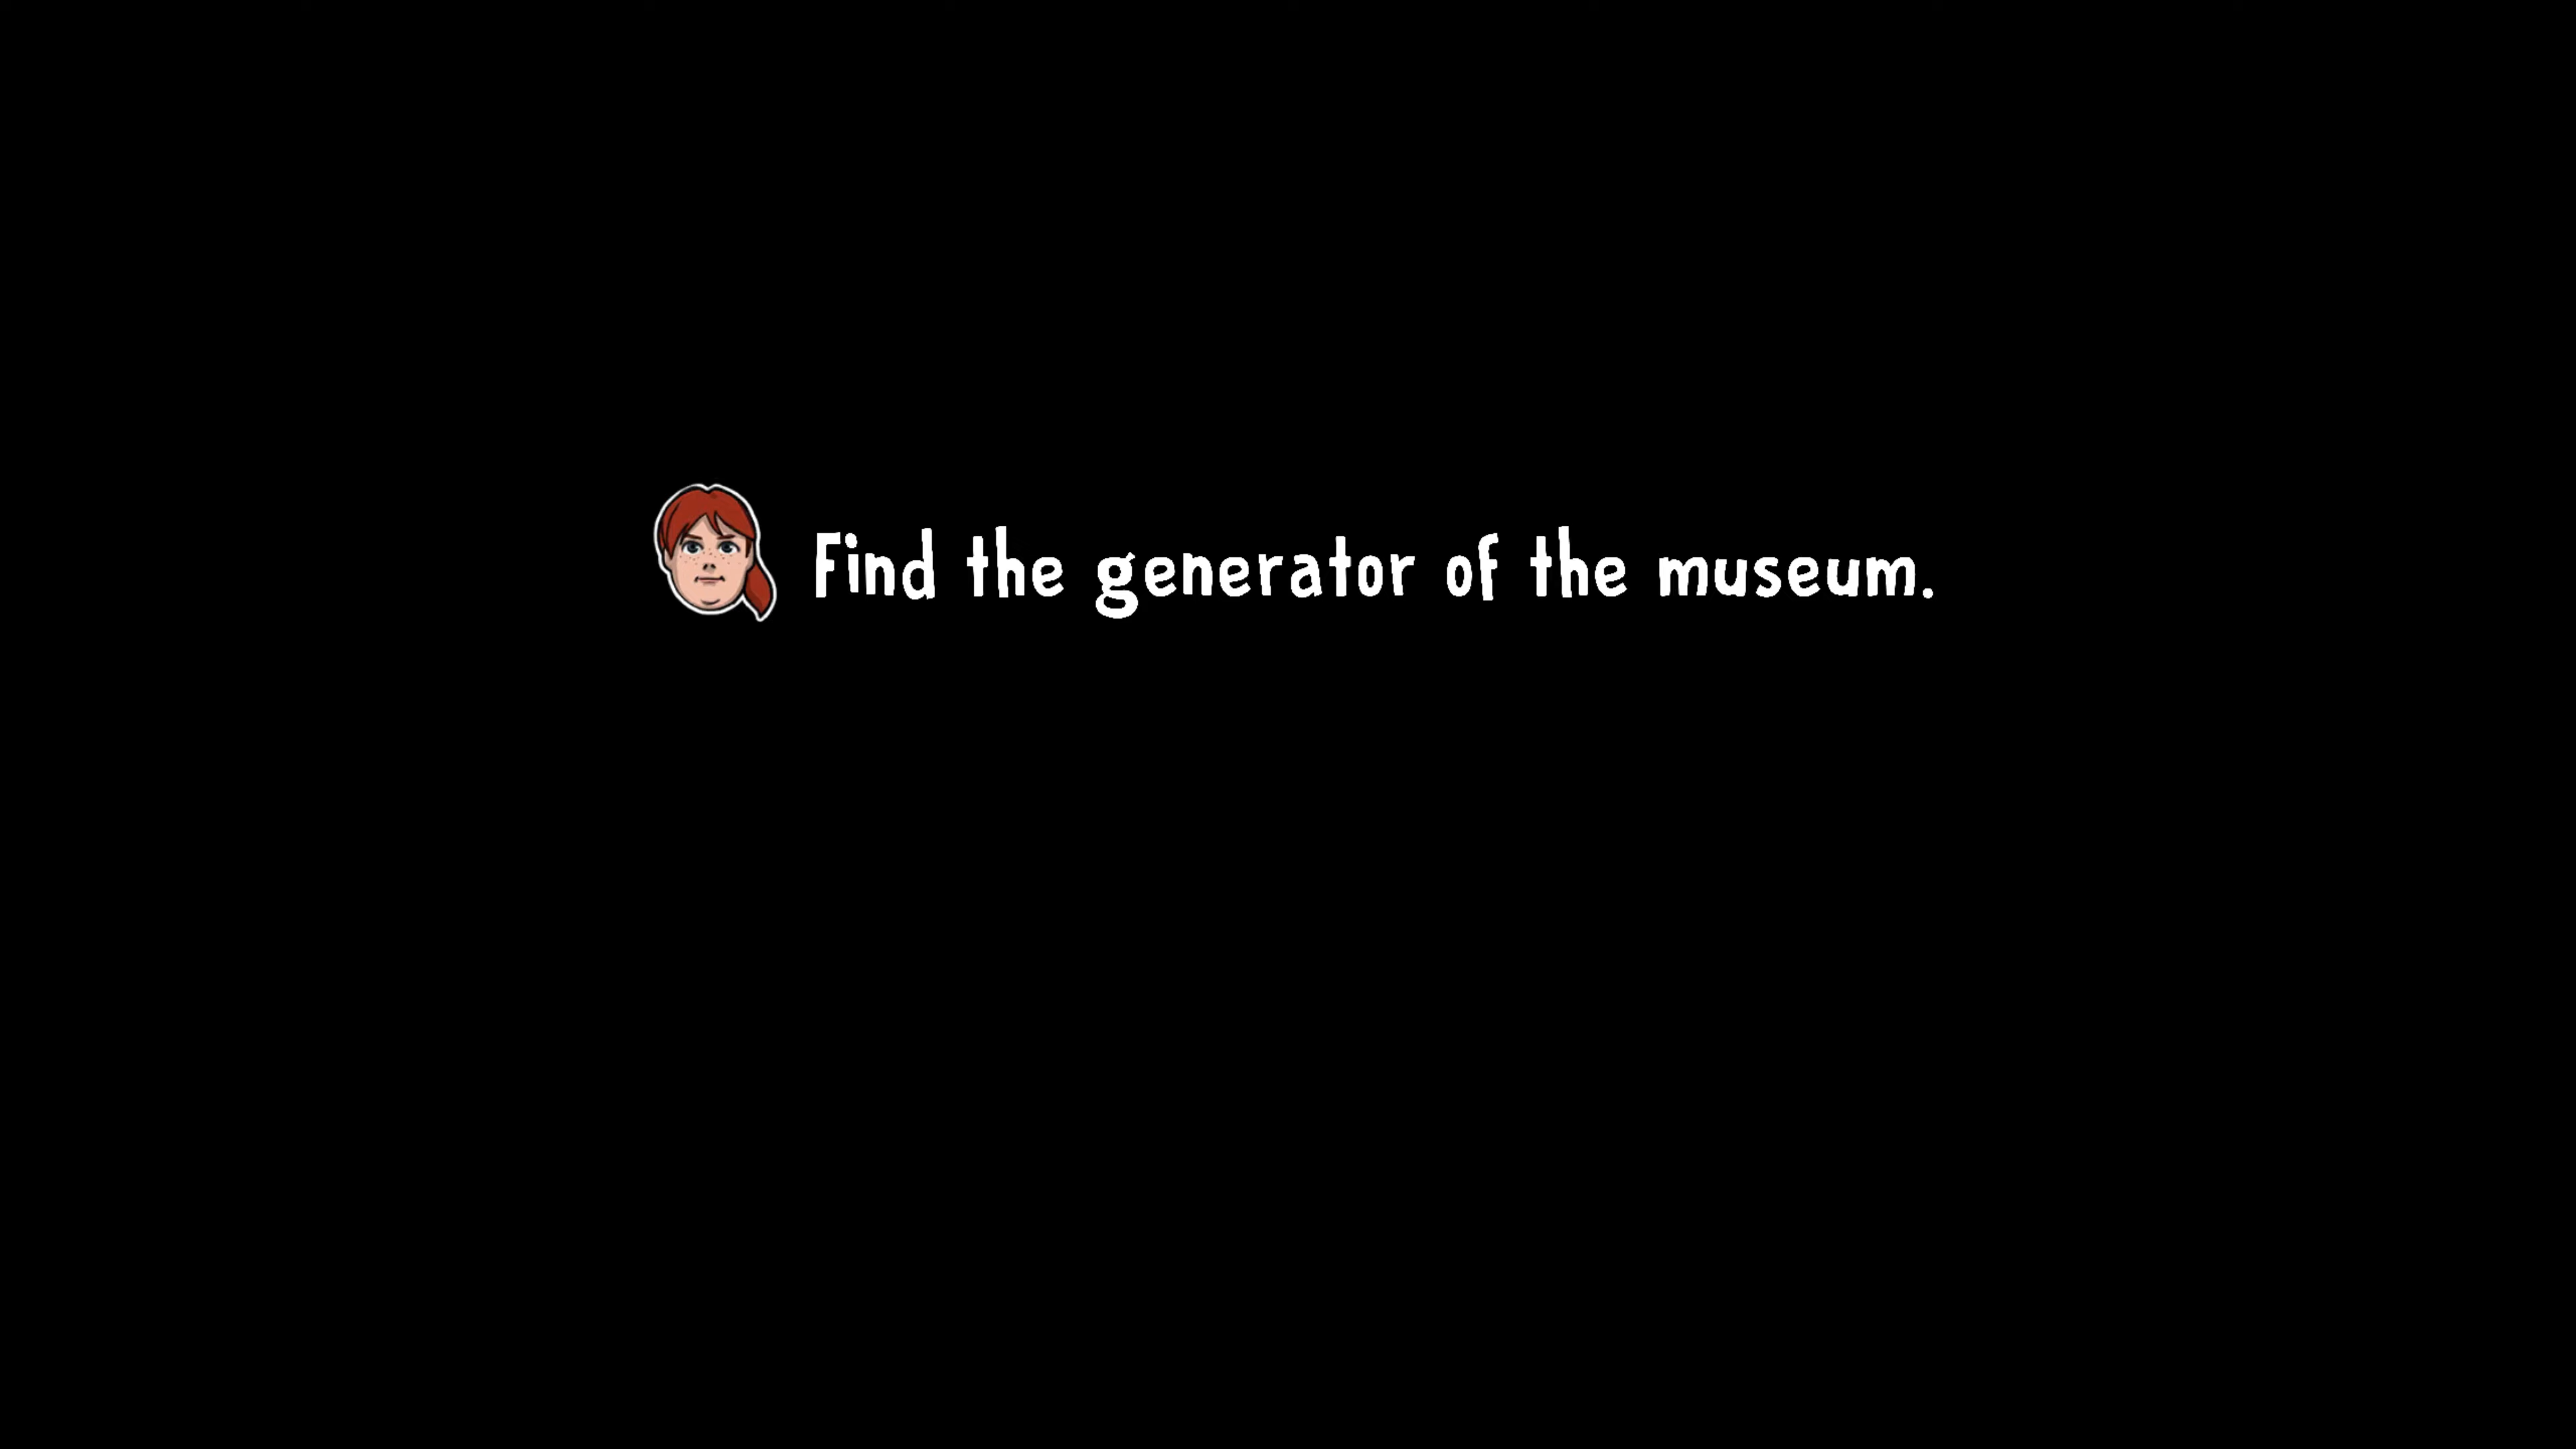 Find the generator of the museum.